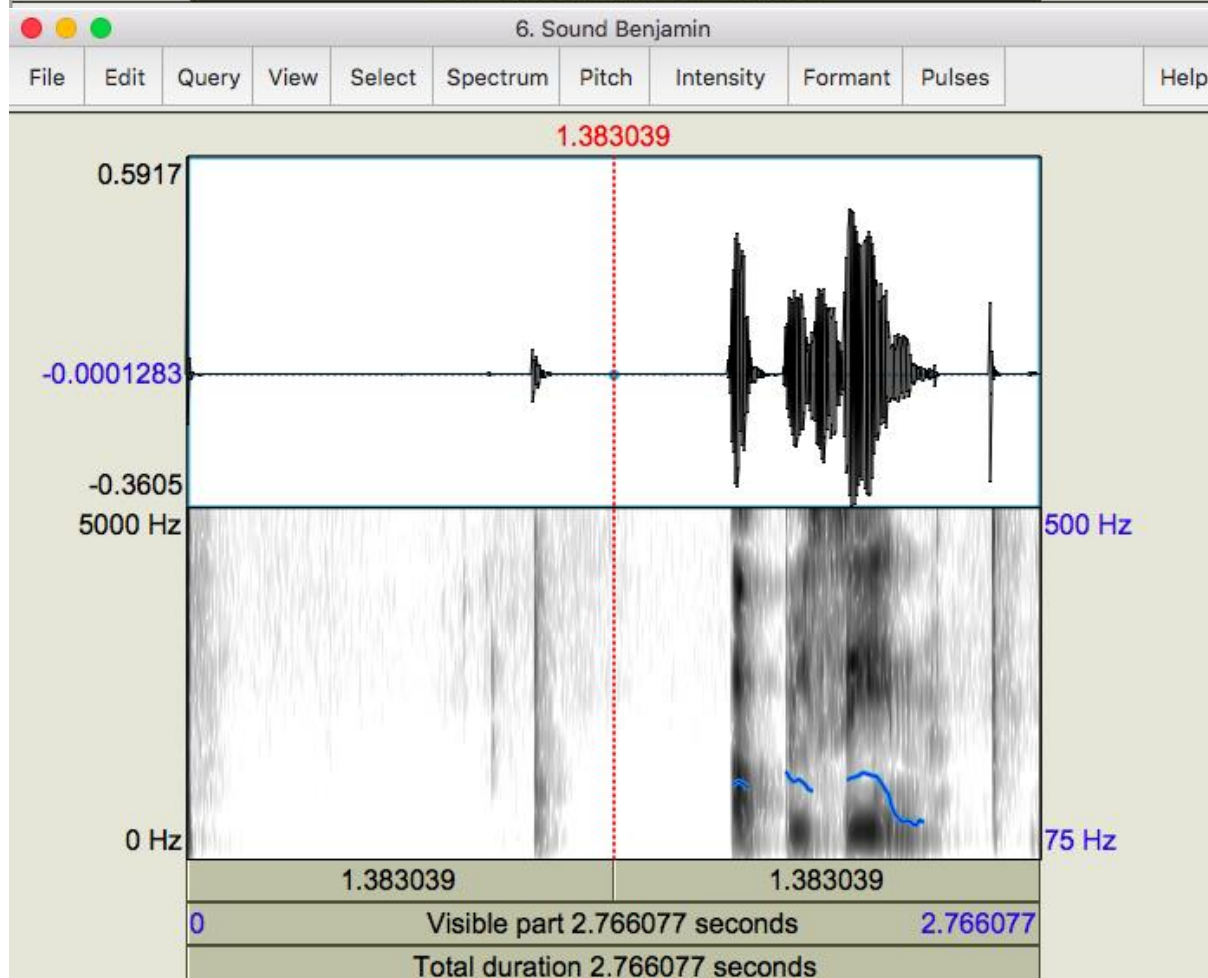 6. Sound Benjamin
File Edit Query View Select Spectrum Pitch Intensity Formant Pulses Help
1.383039
0.5917
-0.0001283
-0.3605
5000 Hz 500 Hz
0 Hz 75 Hz
1.383039 1.383039
0 Visible part 2.766077 seconds 2.766077
Total duration 2.766077 seconds